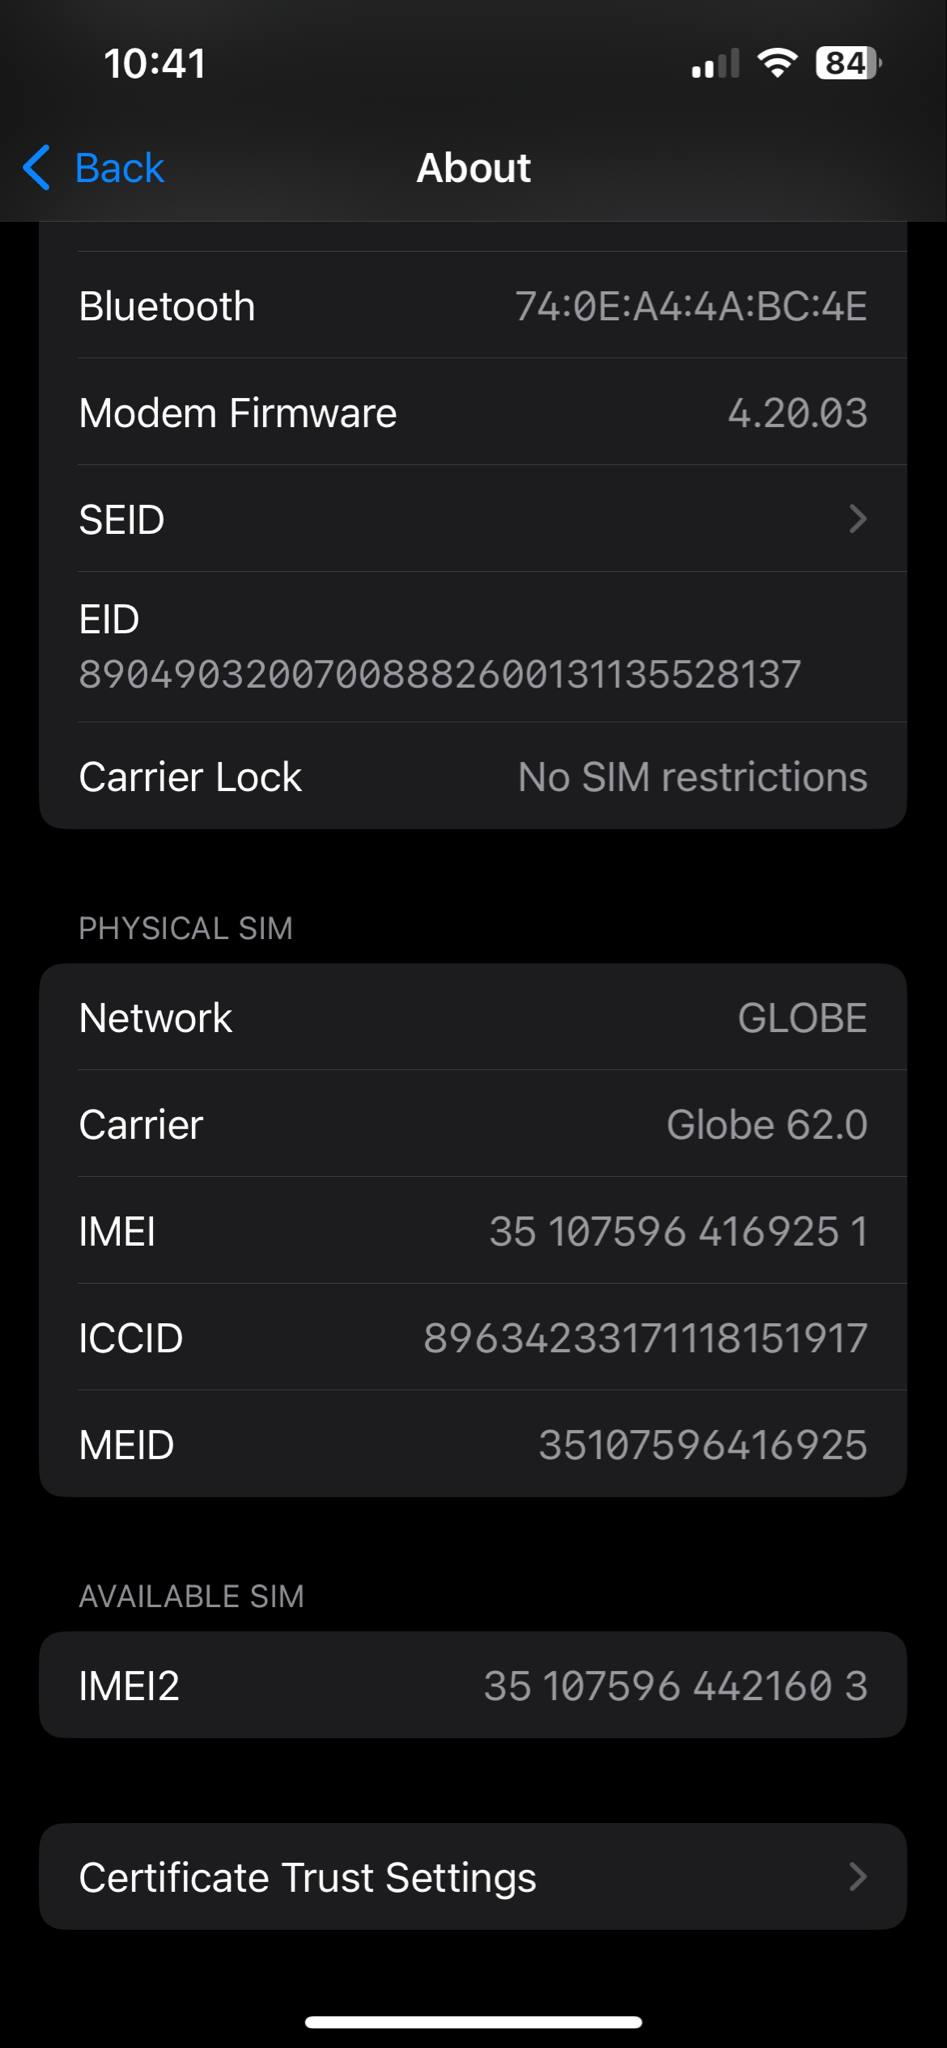 10:41 84
Back About
Bluetooth 74:0E:A4:4A:BC:4E
Modem Firmware 4.20.03
SEID
EID
89049032007008882600131135528137
Carrier Lock No SIM restrictions
PHYSICAL SIM
Network GLOBE
Carrier Globe 62.0
IMEI 35 107596 416925 1
ICCID 89634233171118151917
MEID 35107596416925
AVAILABLE SIM
IMEI2 35 107596 442160 3
Certificate Trust Settings